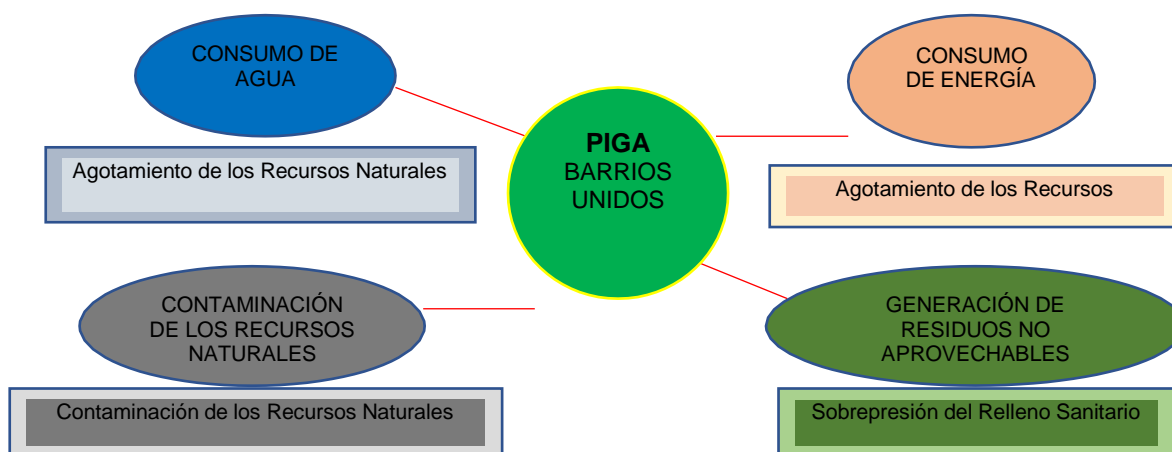 CONSUMO DE
AGUA
Agotamiento de los Recursos Naturales
PIGA
BARRIOS
UNIDOS
CONSUMO
DE ENERGÍA
Agotamiento de los Recursos
CONTAMINACIÓN
DE LOS RECURSOS
NATURALES
Contaminación de los Recursos Naturales
GENERACIÓN DE
RESIDUOS NO
APROVECHABLES
Sobrepresión del Relleno Sanitario